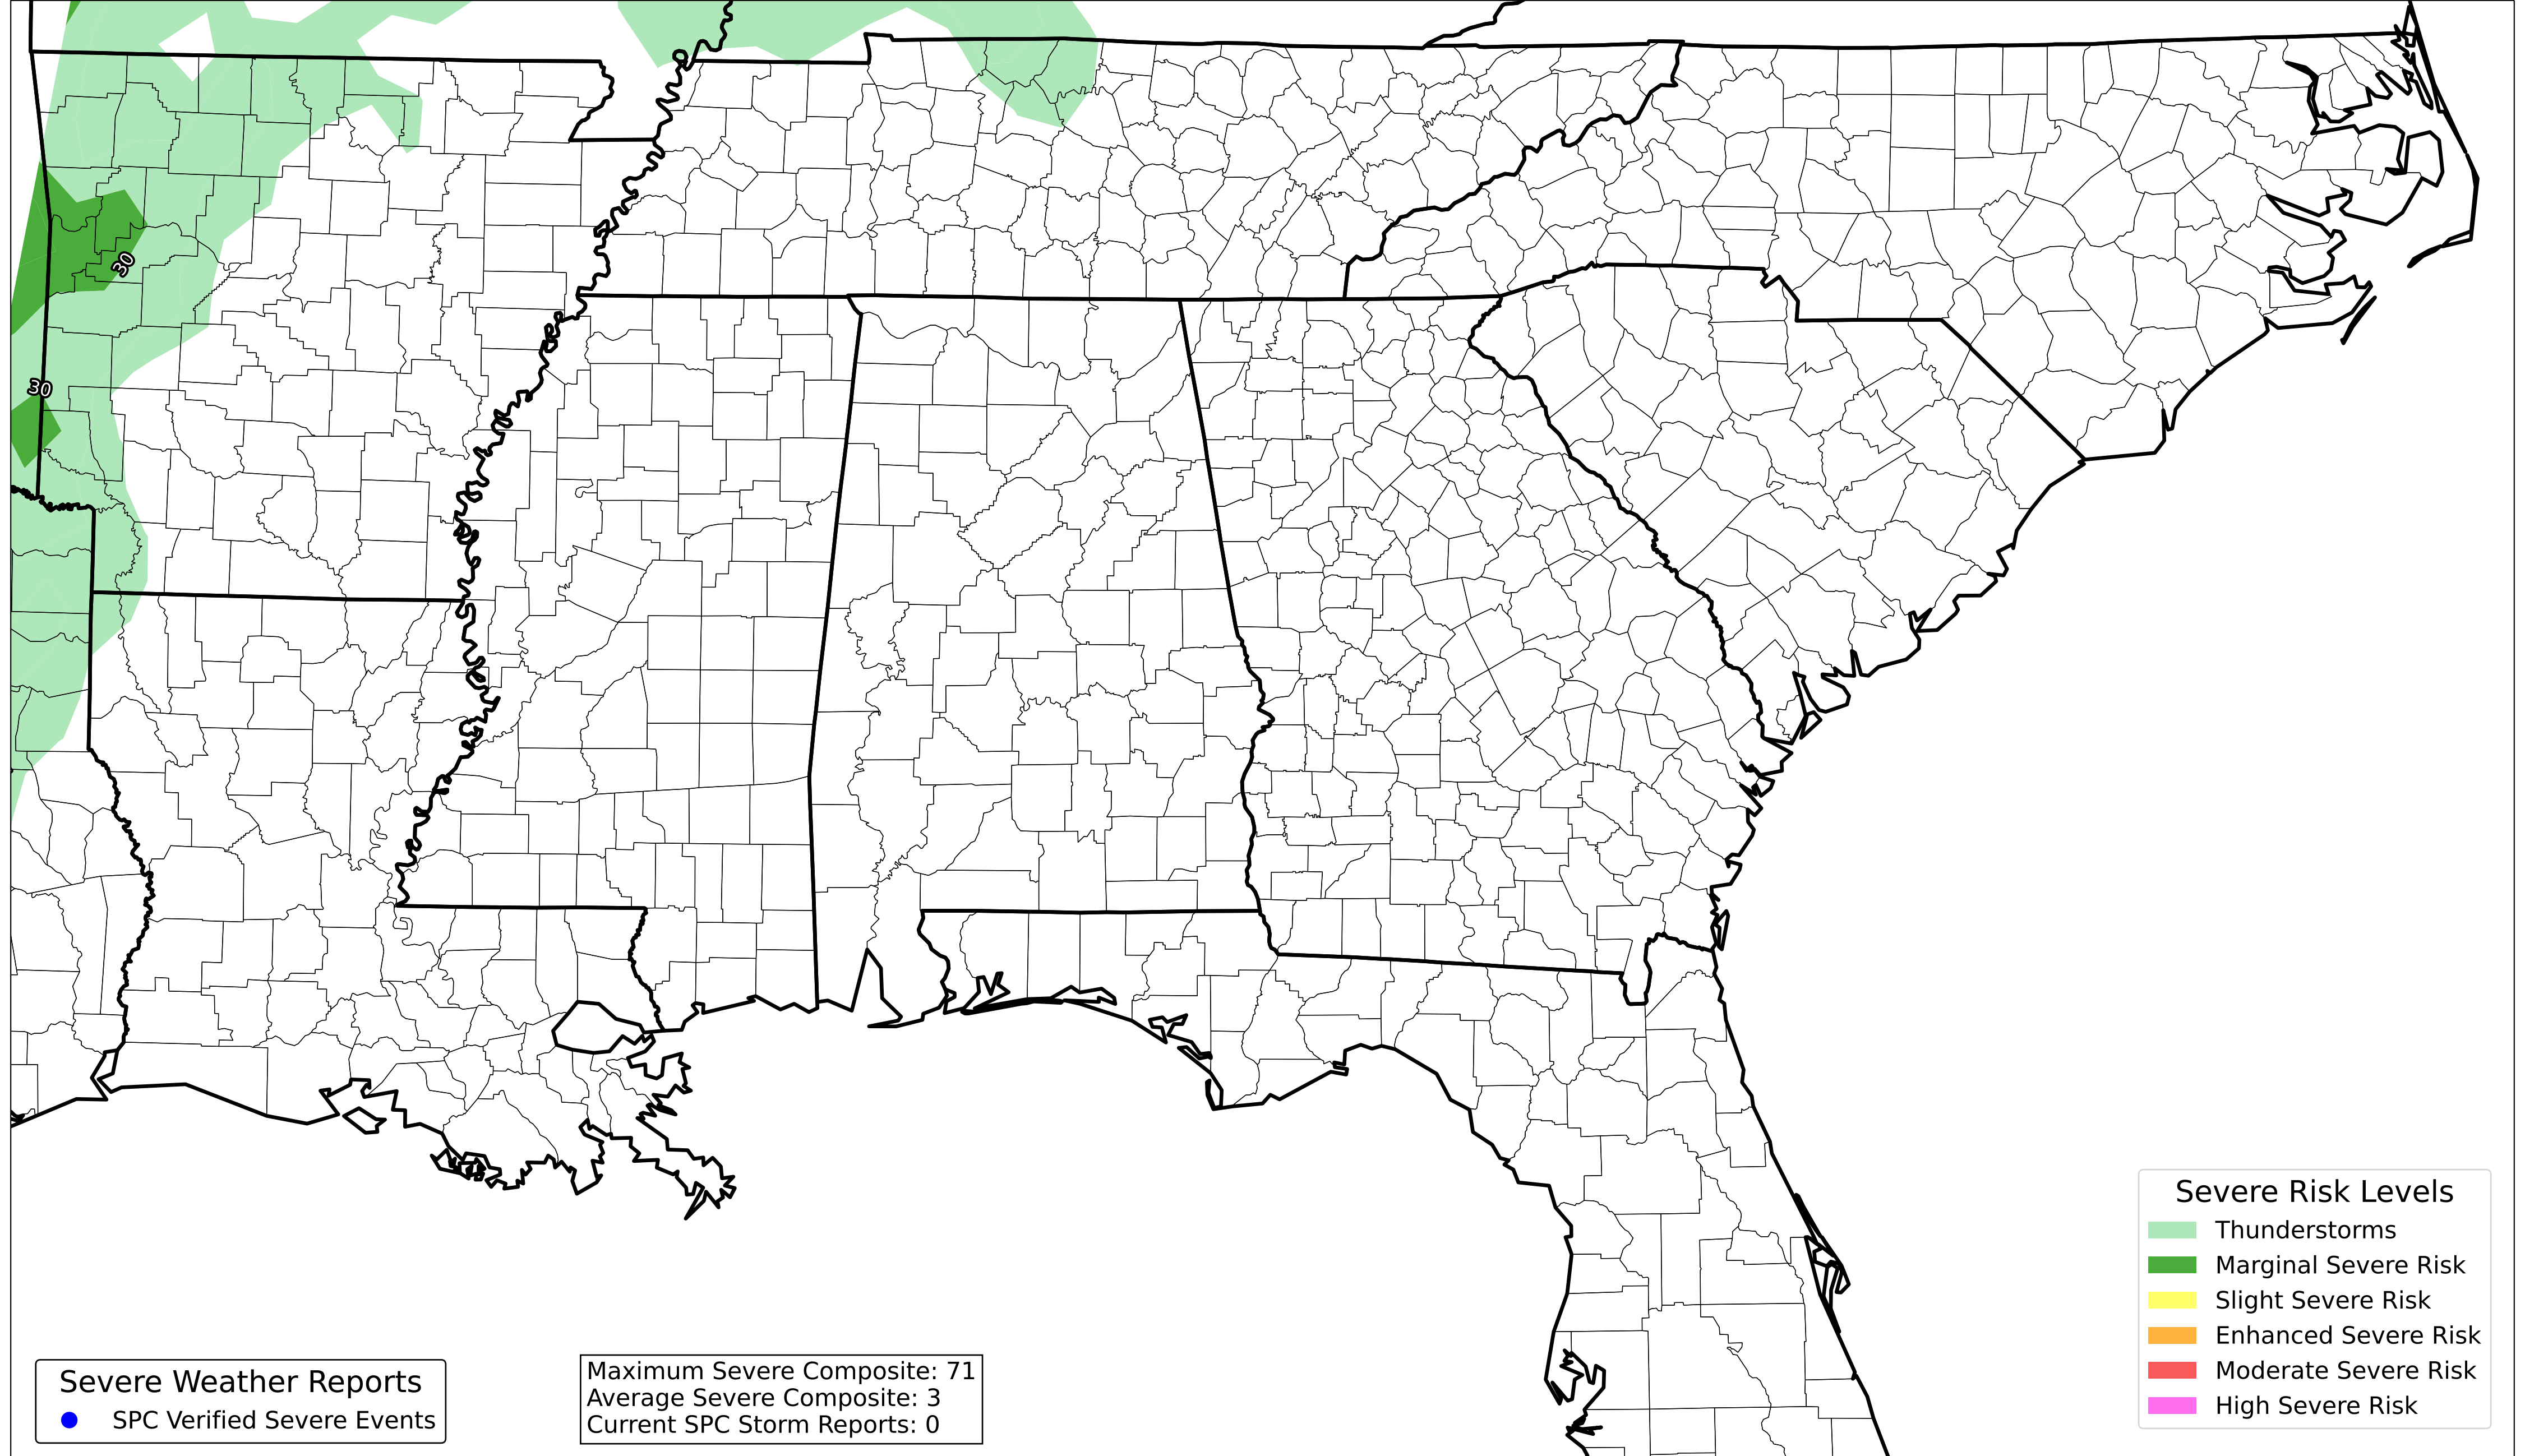 30
30
Severe Weather Reports
SPC Verified Severe Events
Maximum Severe Composite: 71
Average Severe Composite: 3
Current SPC Storm Reports: 0
Severe Risk Levels
Thunderstorms
Marginal Severe Risk
Slight Severe Risk
Enhanced Severe Risk
Moderate Severe Risk
High Severe Risk